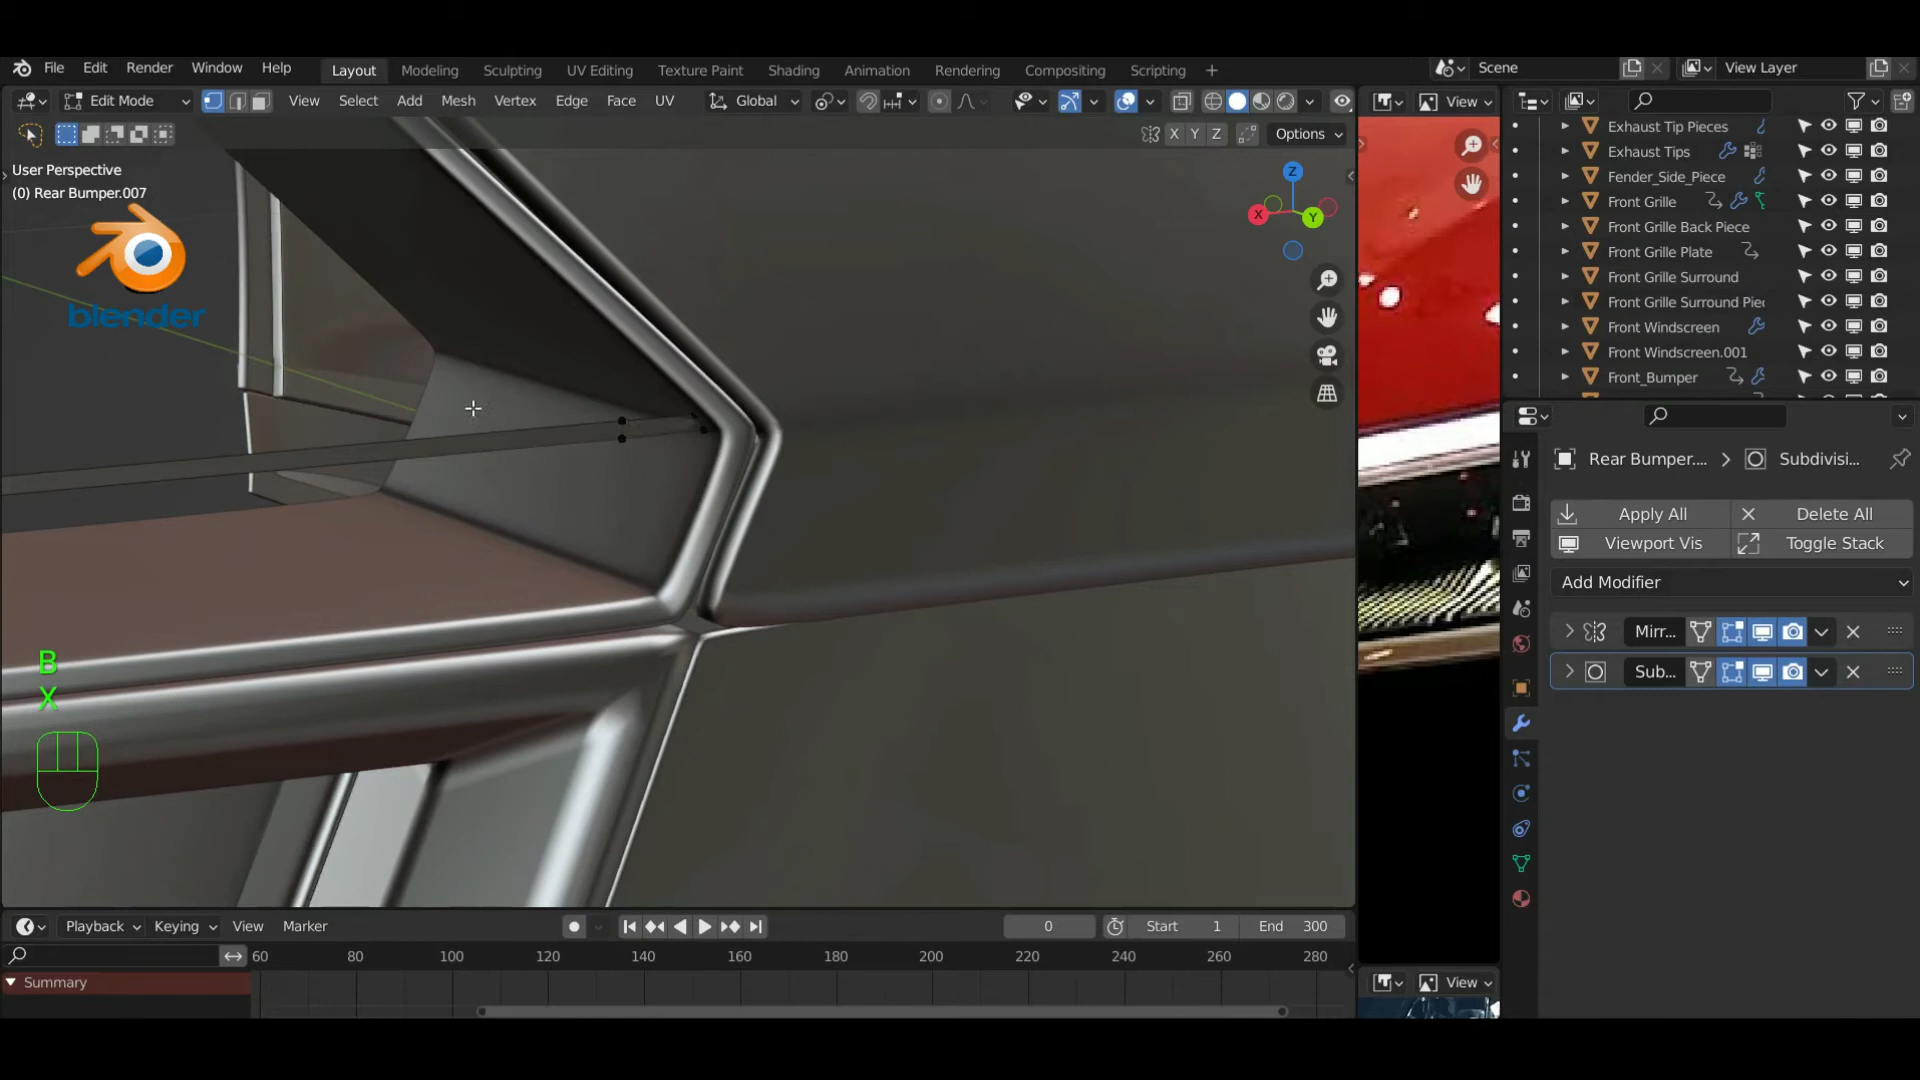 File Edit Render Window Help Layout Modeling Sculpting UV Editing Texture Paint Shading Animation Rendering Compositing Scripting + Scene View Layer
Edit Mode View Select Add Mesh Vertex Edge Face UV Global View
X Y Z Options
User Perspective
(0) Rear Bumper.007
blender
Z
X
Y
B
X
Exhaust Tip Pieces
Exhaust Tips
Fender_Side_Piece
Front Grille
Front Grille Back Piece
Front Grille Plate
Front Grille Surround
Front Grille Surround Pie
Front Windscreen
Front Windscreen.001
Front_Bumper
Rear Bumper.... Subdivisi...
Apply All Delete All
Viewport Vis Toggle Stack
Add Modifier
Mirr...
Sub...
Playback Keying View Marker 0 Start 1 End 300
60 80 100 120 140 160 180 200 220 240 260 280
Summary
View